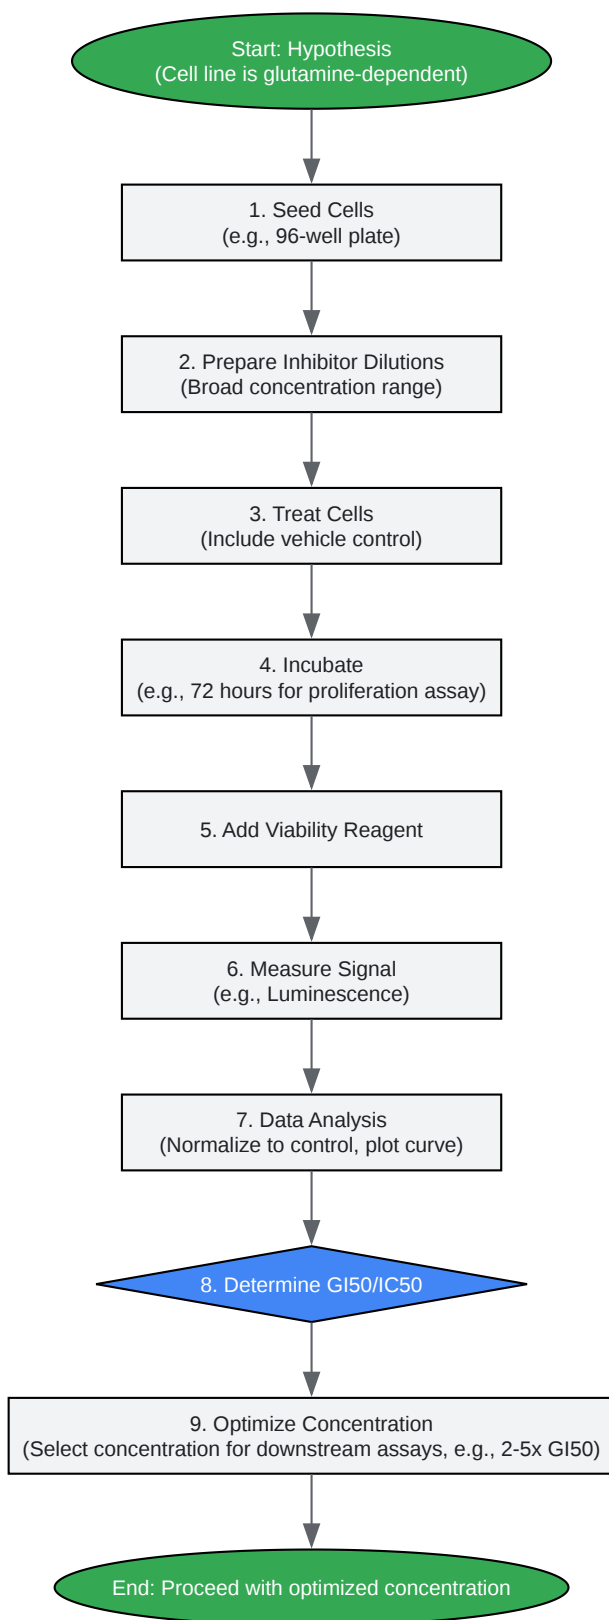 Start: Hypothesis
(Cell line is glutamine-dependent)
1. Seed Cells
(e.g., 96-well plate)
2. Prepare Inhibitor Dilutions
(Broad concentration range)
3. Treat Cells
(Include vehicle control)
4. Incubate
(e.g., 72 hours for proliferation assay)
5. Add Viability Reagent
6. Measure Signal
(e.g., Luminescence)
7. Data Analysis
(Normalize to control, plot curve)
8. Determine GI50/IC50
9. Optimize Concentration
(Select concentration for downstream assays, e.g., 2-5x GI50)
End: Proceed with optimized concentration